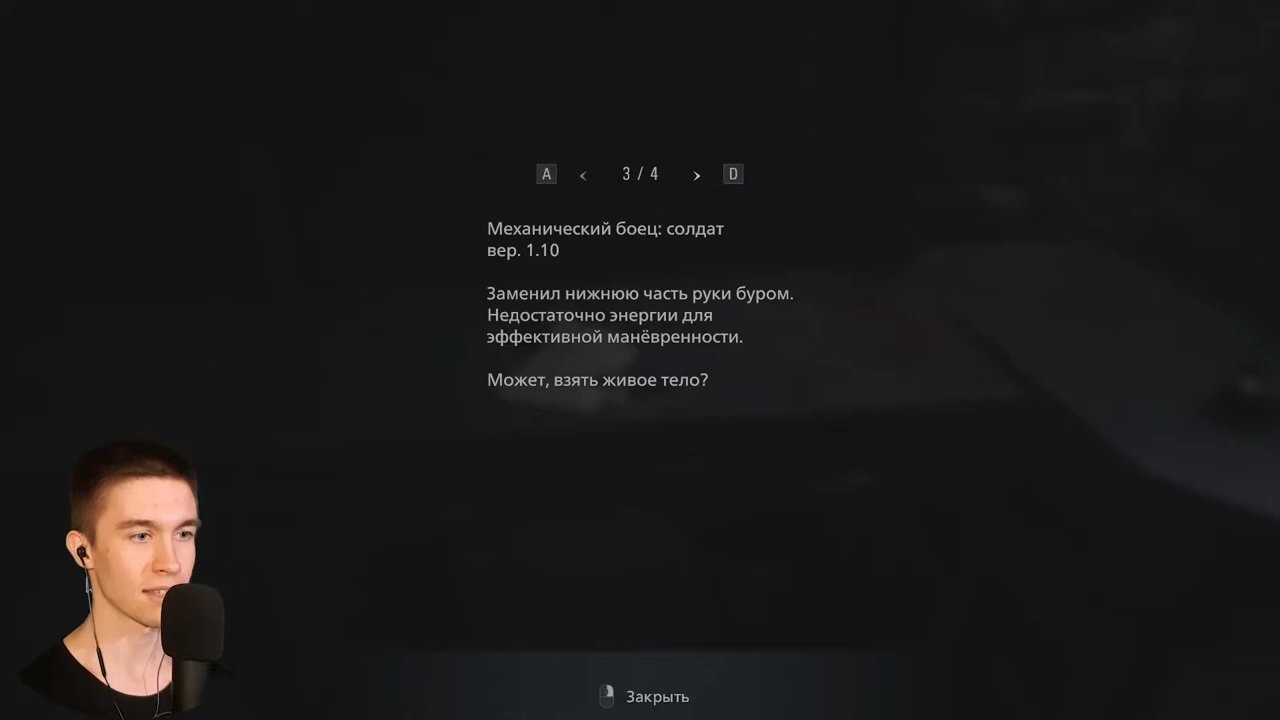 A < 3 / 4 > D
Механический боец: солдат
вер. 1.10
Заменил нижнюю часть руки буром.
Недостаточно энергии для
эффективной манёвренности.
Может, взять живое тело?
Закрыть